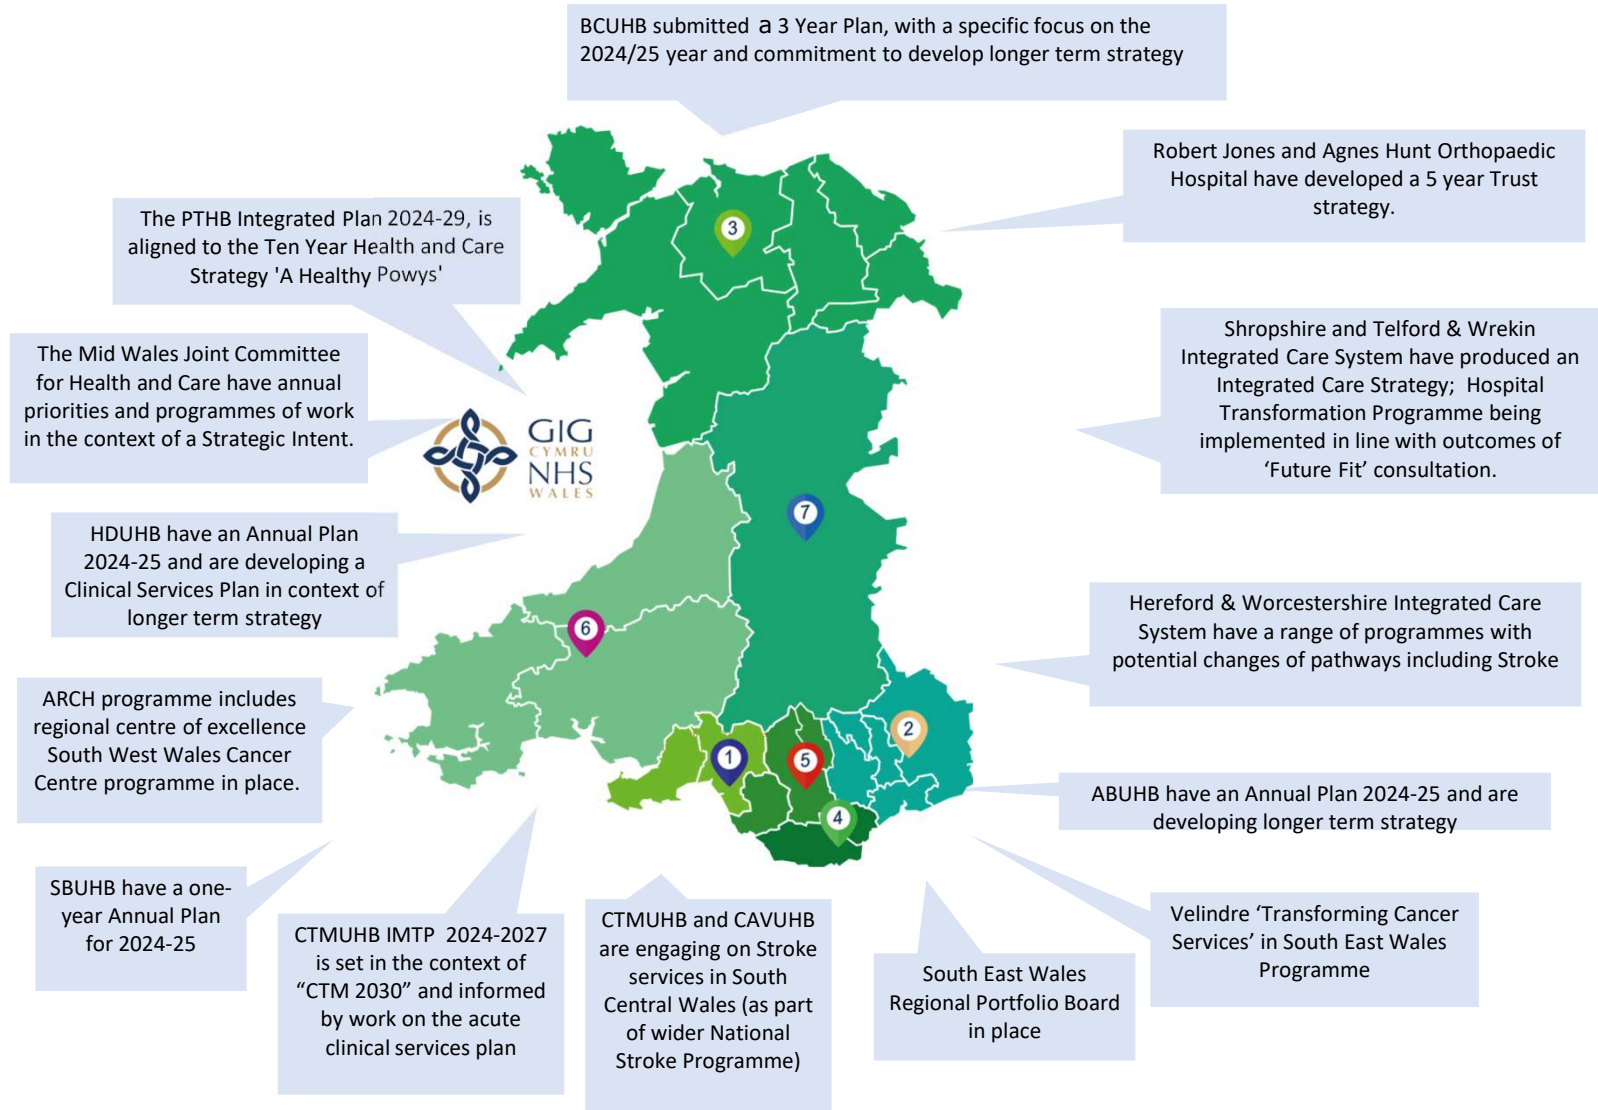 BCUHB submitted a 3 Year Plan, with a specific focus on the
2024/25 year and commitment to develop longer term strategy
Robert Jones and Agnes Hunt Orthopaedic
Hospital have developed a 5 year Trust
strategy.
The PTHB Integrated Plan 2024-29, is
aligned to the Ten Year Health and Care
Strategy 'A Healthy Powys'
3
The Mid Wales Joint Committee
for Health and Care have annual
priorities and programmes of work
in the context of a Strategic Intent.
GIG
CYMRU
NHS
WALES
Shropshire and Telford & Wrekin
Integrated Care System have produced an
Integrated Care Strategy; Hospital
Transformation Programme being
implemented in line with outcomes of
‘Future Fit’ consultation.
7
HDUHB have an Annual Plan
2024-25 and are developing a
Clinical Services Plan in context of
longer term strategy
6
Hereford & Worcestershire Integrated Care
System have a range of programmes with
potential changes of pathways including Stroke
ARCH programme includes
regional centre of excellence
South West Wales Cancer
Centre programme in place.
2
1
5
4
ABUHB have an Annual Plan 2024-25 and are
developing longer term strategy
SBUHB have a one-
year Annual Plan
for 2024-25
CTMUHB IMTP 2024-2027
is set in the context of
“CTM 2030” and informed
by work on the acute
clinical services plan
CTMUHB and CAVUHB
are engaging on Stroke
services in South
Central Wales (as part
of wider National
Stroke Programme)
South East Wales
Regional Portfolio Board
in place
Velindre ‘Transforming Cancer
Services’ in South East Wales
Programme